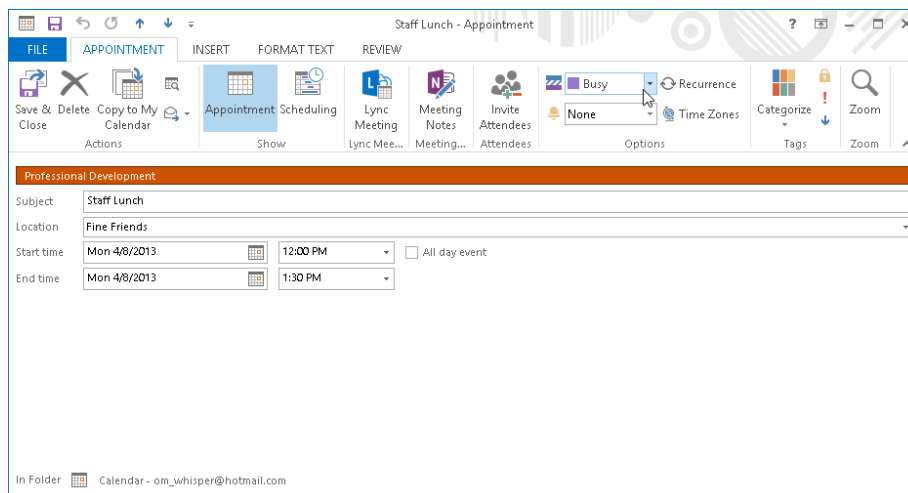 Staff Lunch - Appointment
?
FILE APPOINTMENT INSERT FORMAT TEXT REVIEW
Save & Close
Delete
Copy to My Calendar
Actions
Appointment
Scheduling
Show
Lync Meeting
Lync Mee...
Meeting Notes
Meeting...
Invite Attendees
Attendees
Busy
Recurrence
None
Time Zones
Options
Categorize
!
Tags
Zoom
Zoom
Professional Development
Subject Staff Lunch
Location Fine Friends
Start time Mon 4/8/2013 12:00 PM All day event
End time Mon 4/8/2013 1:30 PM
In Folder Calendar - om_whisper@hotmail.com